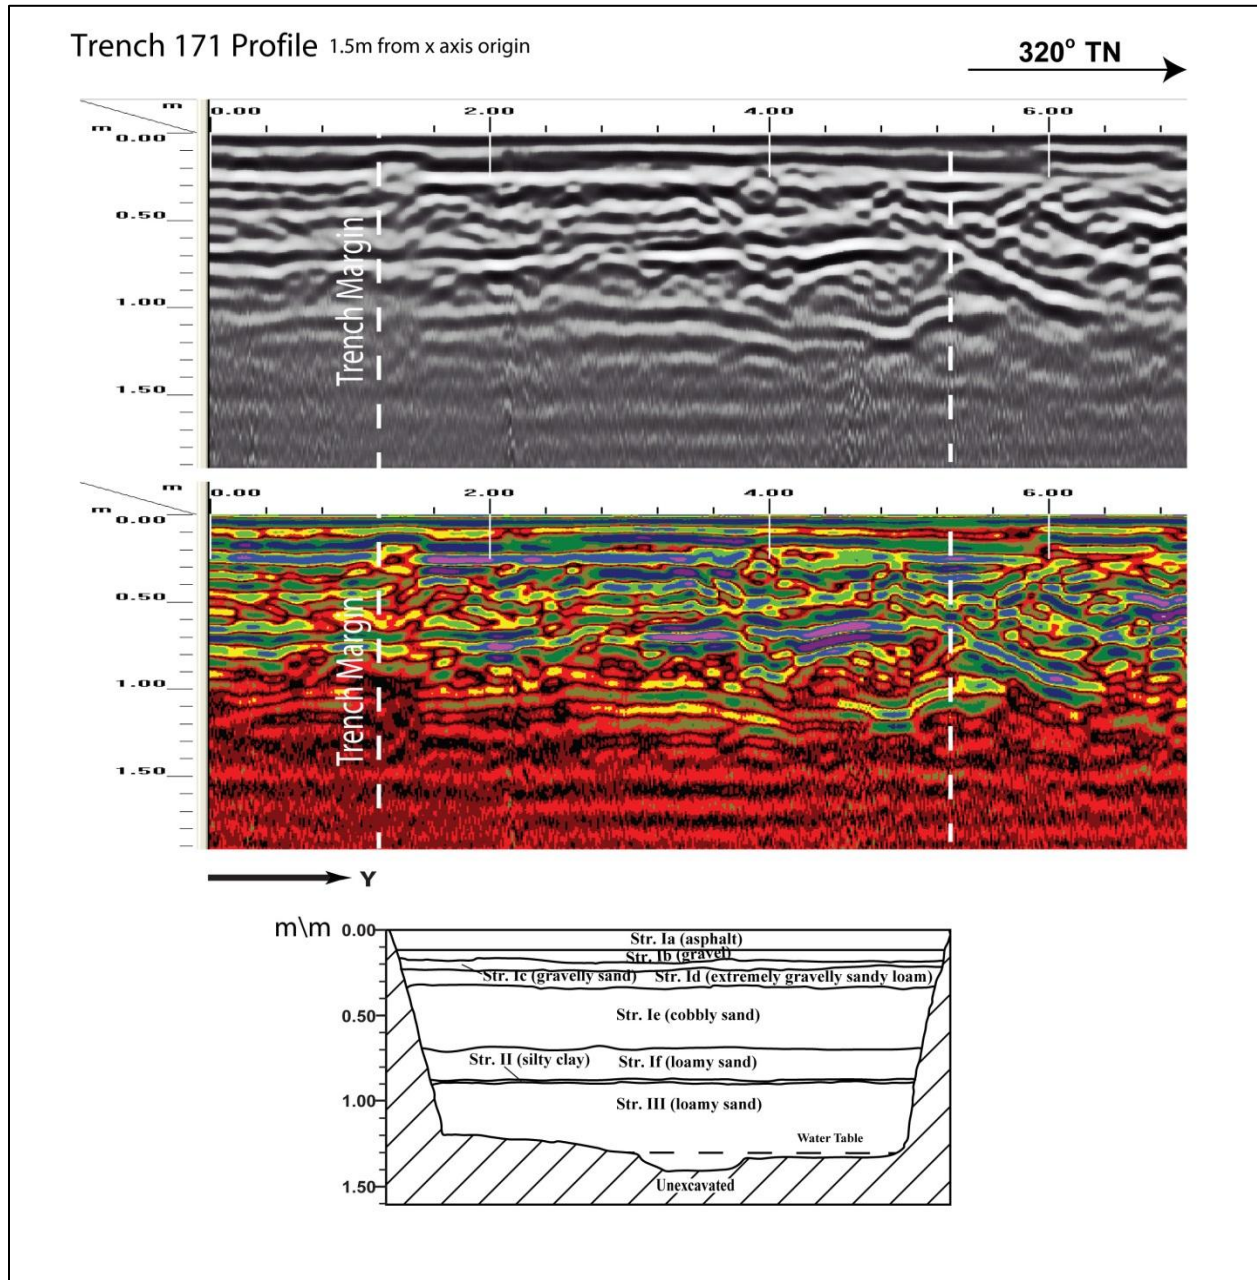 Trench 171 Profile 1.5m from x axis origin
320° TN
m
0.00 2.00 4.00 6.00
m
0.00
0.50
1.00
1.50
Trench Margin
m
0.00 2.00 4.00 6.00
m
0.00
0.50
1.00
1.50
Trench Margin
Y
m\m
0.00
Str. Ia (asphalt)
Str. Ib (gravel)
Str. Ic (gravelly sand) Str. Id (extremely gravelly sandy loam)
0.50
Str. Ie (cobbly sand)
Str. II (silty clay) Str. If (loamy sand)
1.00
Str. III (loamy sand)
Water Table
1.50
Unexcavated